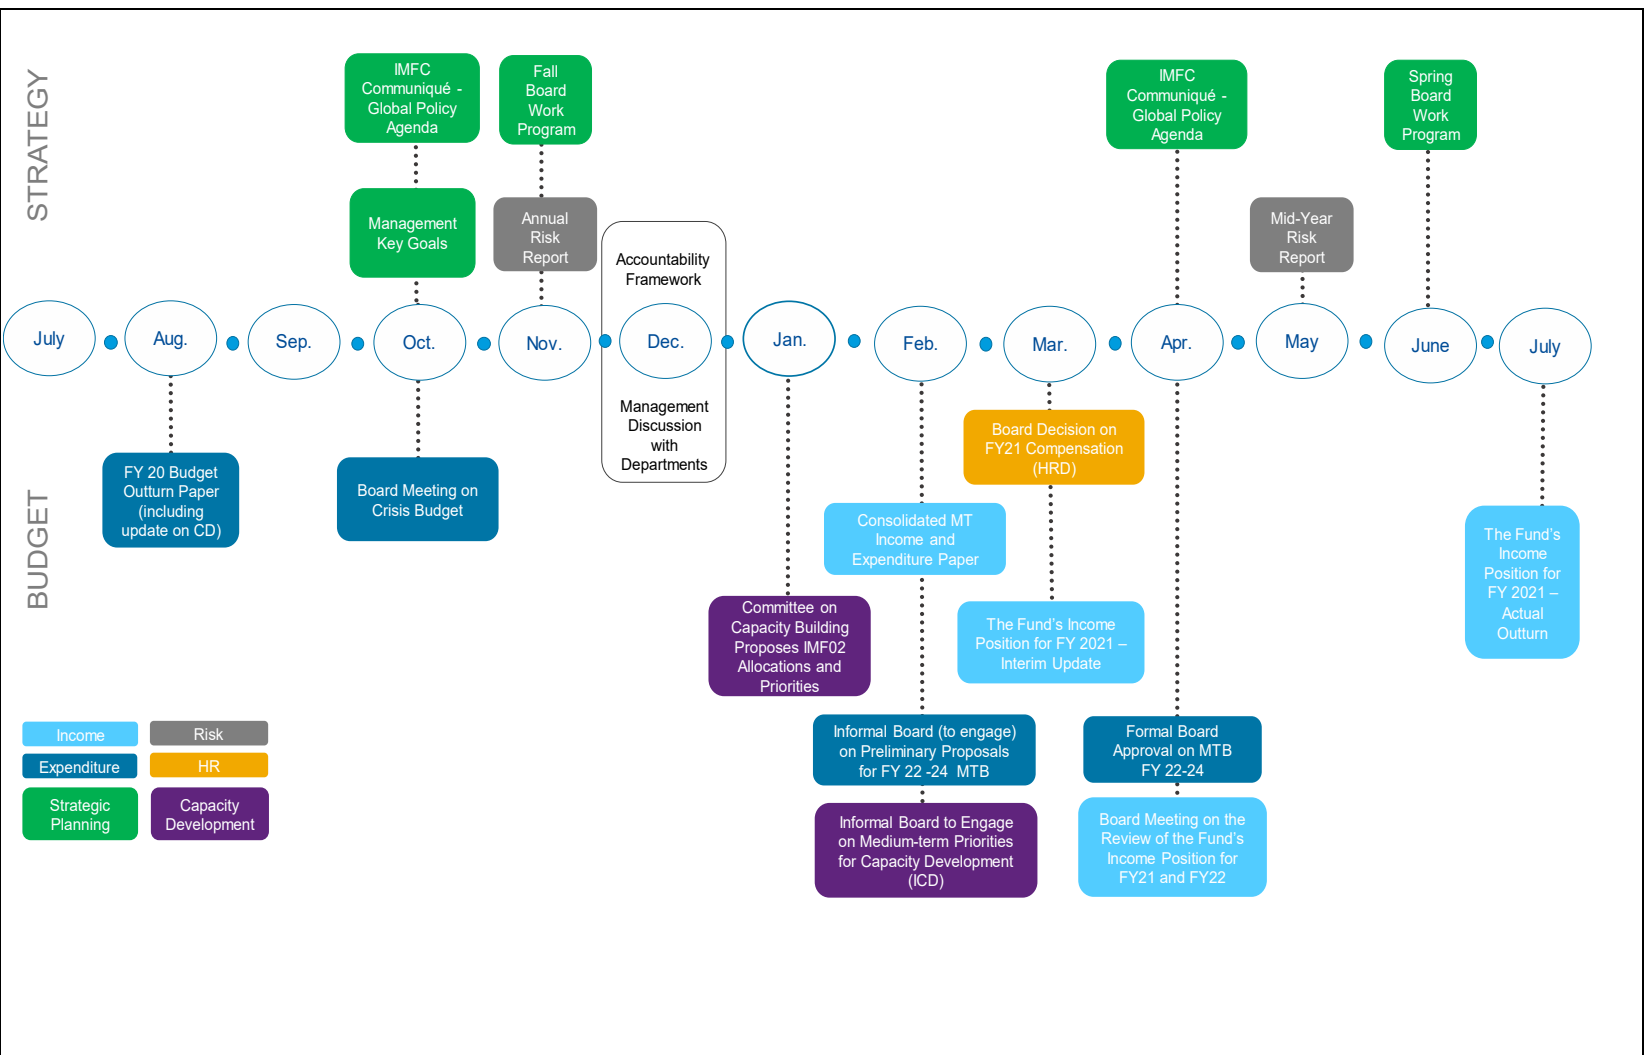 STRATEGY
IMFC
Communiqué -
Global Policy
Agenda
Fall
Board
Work
Program
IMFC
Communiqué -
Global Policy
Agenda
Spring
Board
Work
Program
Management
Key Goals
Annual
Risk
Report
Mid-Year
Risk
Report
Accountability
Framework
July
Aug.
Sep.
Oct.
Nov.
Dec.
Jan.
Feb.
Mar.
Apr.
May
June
July
Management
Discussion
with
Departments
BUDGET
FY 20 Budget
Outturn Paper
(including
update on CD)
Board Meeting on
Crisis Budget
Board Decision on
FY21 Compensation
(HRD)
Consolidated MT
Income and
Expenditure Paper
The Fund's
Income
Position for
FY 2021 –
Actual
Outturn
Committee on
Capacity Building
Proposes IMF02
Allocations and
Priorities
The Fund's Income
Position for FY 2021 –
Interim Update
Informal Board (to engage)
on Preliminary Proposals
for FY 22 -24 MTB
Formal Board
Approval on MTB
FY 22-24
Informal Board to Engage
on Medium-term Priorities
for Capacity Development
(ICD)
Board Meeting on the
Review of the Fund's
Income Position for
FY21 and FY22
Income
Risk
Expenditure
HR
Strategic
Planning
Capacity
Development